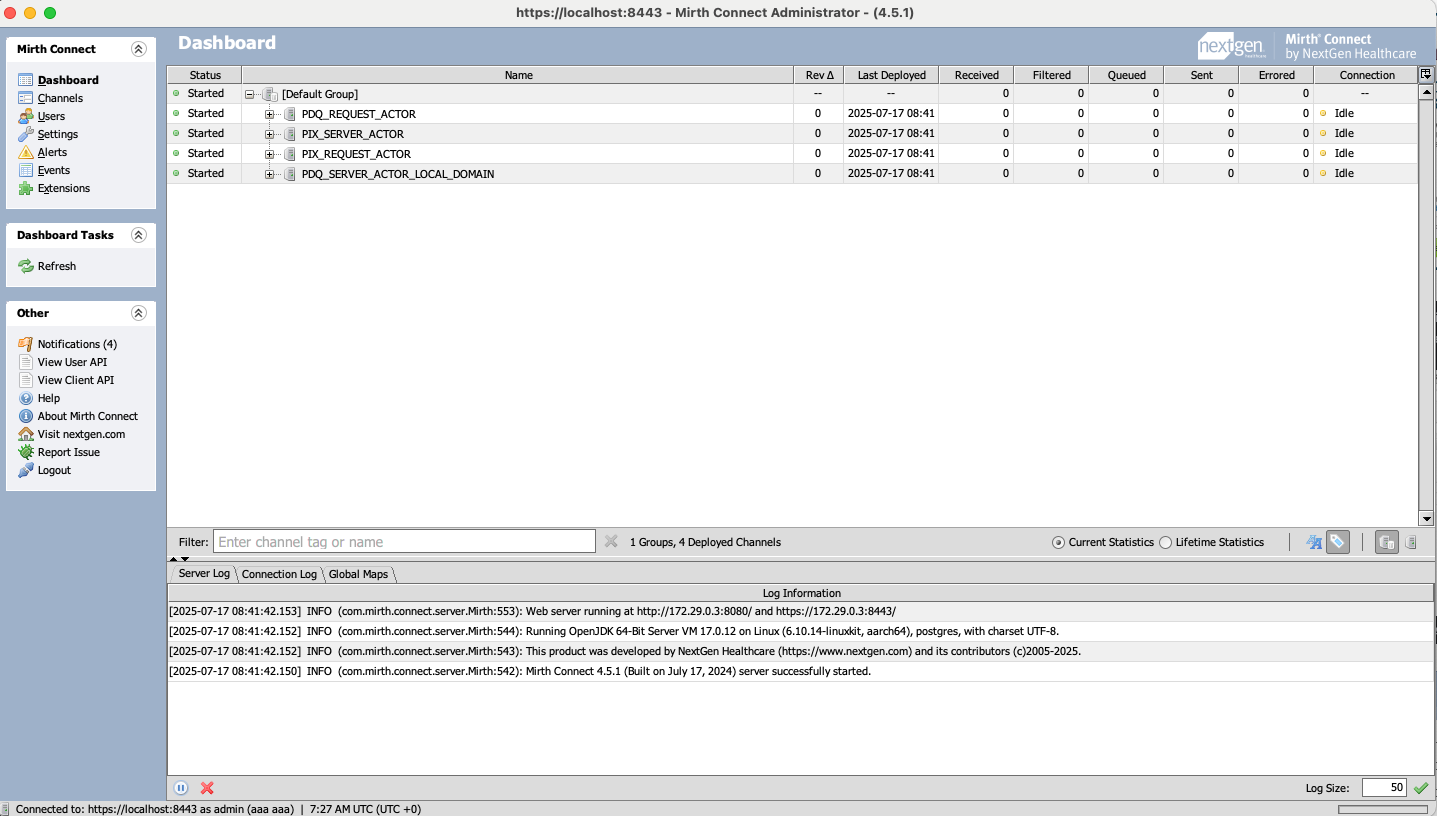 https://localhost:8443 - Mirth Connect Administrator - (4.5.1)
Mirth Connect
Dashboard
Channels
Users
Settings
Alerts
Events
Extensions
Dashboard Tasks
Refresh
Other
Notifications (4)
View User API
View Client API
Help
About Mirth Connect
Visit nextgen.com
Report Issue
Logout
Dashboard
nextgen healthcare
Mirth® Connect
by NextGen Healthcare
Status Name Rev Δ Last Deployed Received Filtered Queued Sent Errored Connection
Started [Default Group] -- -- 0 0 0 0 0 --
Started PDQ_REQUEST_ACTOR 0 2025-07-17 08:41 0 0 0 0 0 Idle
Started PIX_SERVER_ACTOR 0 2025-07-17 08:41 0 0 0 0 0 Idle
Started PIX_REQUEST_ACTOR 0 2025-07-17 08:41 0 0 0 0 0 Idle
Started PDQ_SERVER_ACTOR_LOCAL_DOMAIN 0 2025-07-17 08:41 0 0 0 0 0 Idle
Filter: Enter channel tag or name 1 Groups, 4 Deployed Channels Current Statistics Lifetime Statistics
Server Log Connection Log Global Maps
Log Information
[2025-07-17 08:41:42.153] INFO (com.mirth.connect.server.Mirth:553): Web server running at http://172.29.0.3:8080/ and https://172.29.0.3:8443/
[2025-07-17 08:41:42.152] INFO (com.mirth.connect.server.Mirth:544): Running OpenJDK 64-Bit Server VM 17.0.12 on Linux (6.10.14-linuxkit, aarch64), postgres, with charset UTF-8.
[2025-07-17 08:41:42.152] INFO (com.mirth.connect.server.Mirth:543): This product was developed by NextGen Healthcare (https://www.nextgen.com) and its contributors (c)2005-2025.
[2025-07-17 08:41:42.150] INFO (com.mirth.connect.server.Mirth:542): Mirth Connect 4.5.1 (Built on July 17, 2024) server successfully started.
Log Size: 50
Connected to: https://localhost:8443 as admin (aaa aaa) | 7:27 AM UTC (UTC +0)